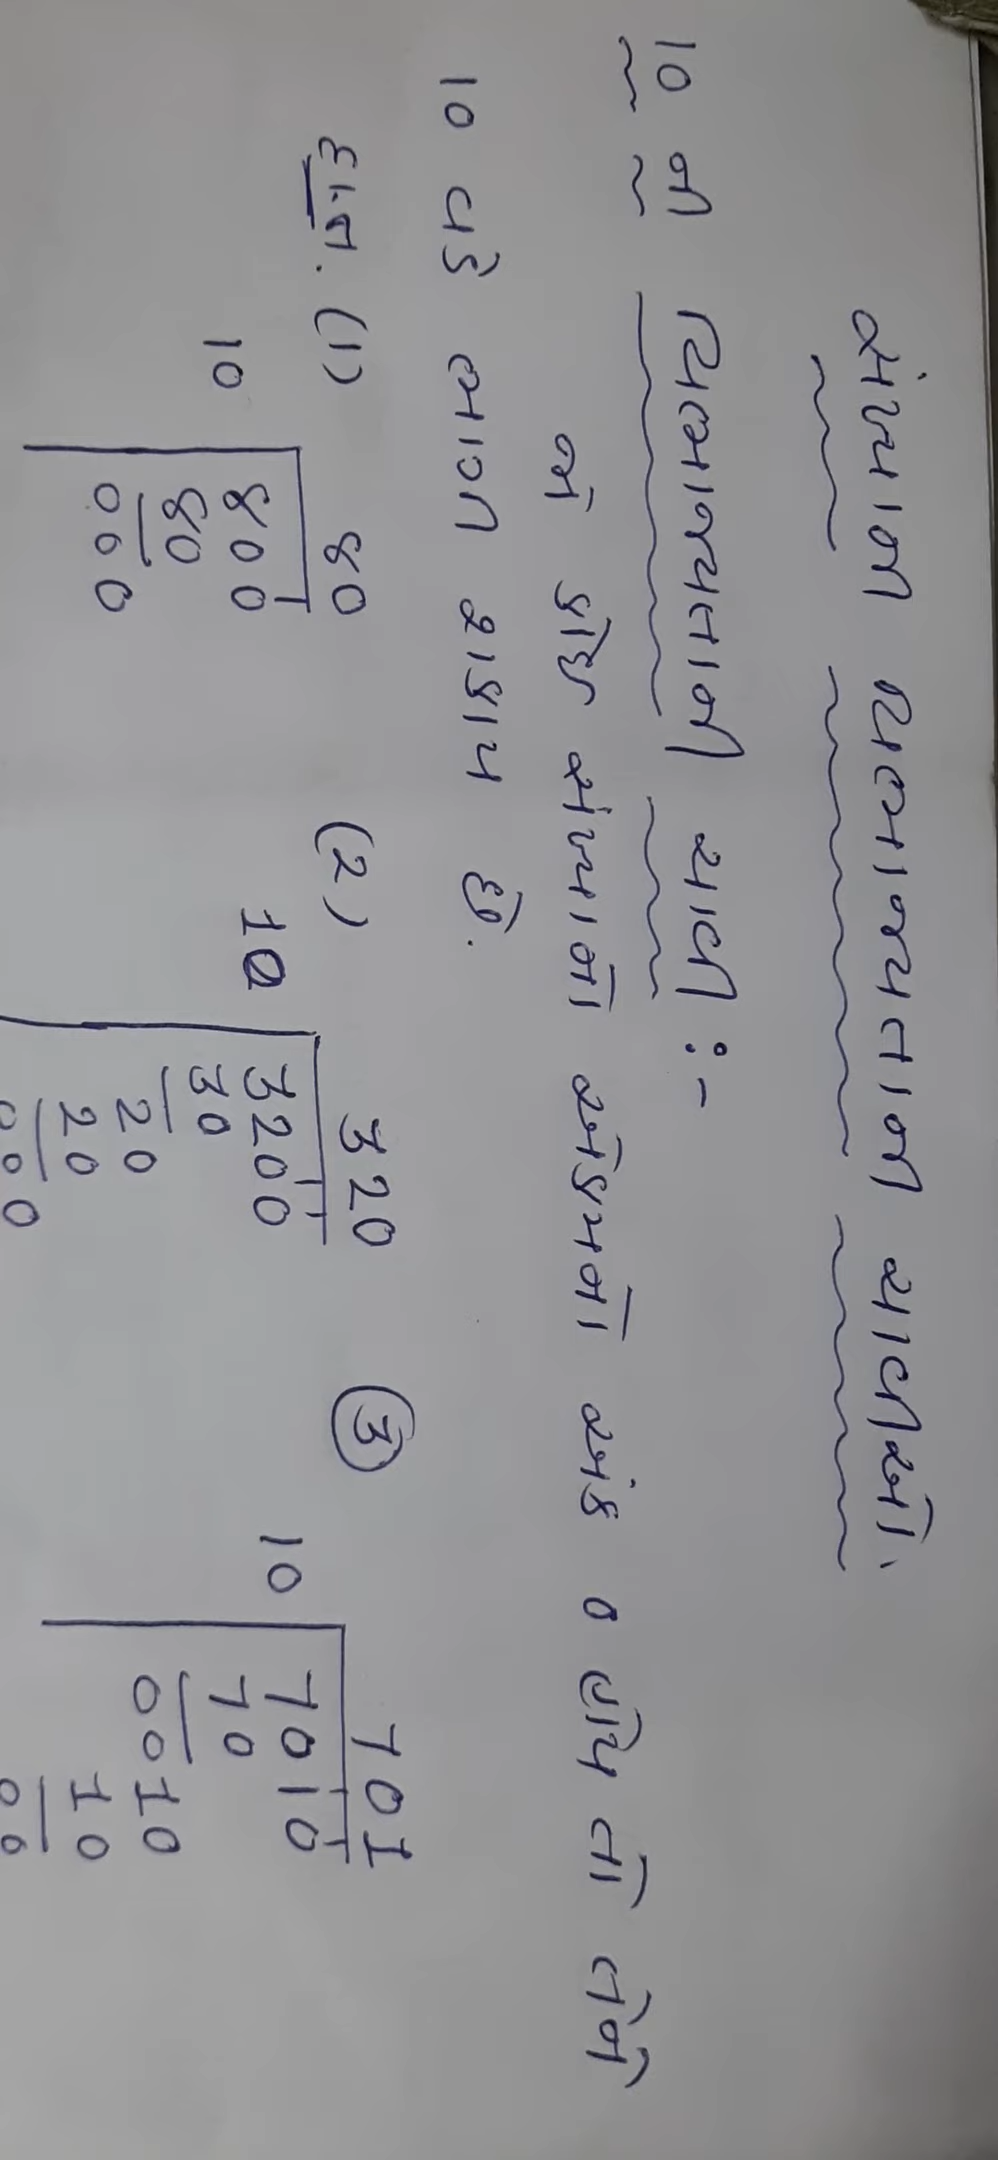 સંખ્યાની વિભાજ્યતાની ચાવીઓ.
10 ની વિભાજ્યતાની ચાવી :-
જો કોઈ સંખ્યાનો એકમનો અંક 0 હોય તો તેને
10 વડે ભાગી શકાય છે.
દા.ત. (1) (2) ③
80 320 701
10 800 10 3200 10 7010
80 30 70
000 20 0010
20 10
000 00